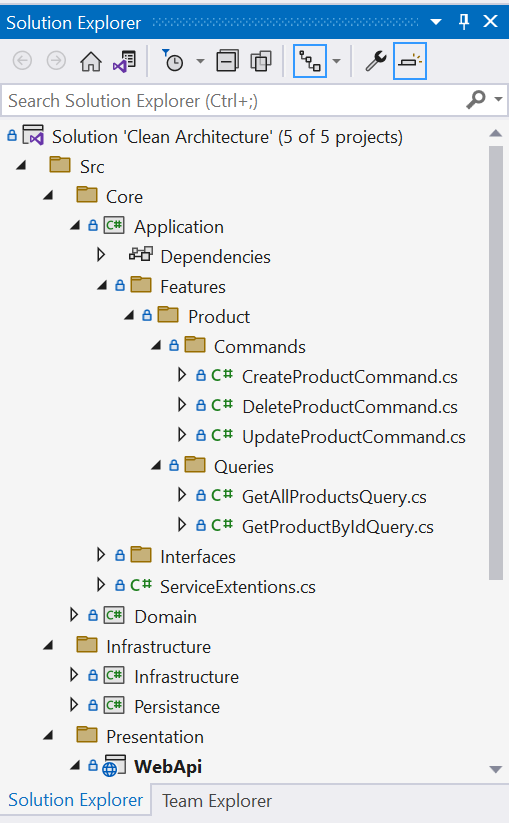 Solution Explorer
Search Solution Explorer (Ctrl+;)
Solution 'Clean Architecture' (5 of 5 projects)
Src
Core
C# Application
Dependencies
Features
Product
Commands
C# CreateProductCommand.cs
C# DeleteProductCommand.cs
C# UpdateProductCommand.cs
Queries
C# GetAllProductsQuery.cs
C# GetProductByIdQuery.cs
Interfaces
C# ServiceExtentions.cs
C# Domain
Infrastructure
C# Infrastructure
C# Persistance
Presentation
WebApi
Solution Explorer Team Explorer